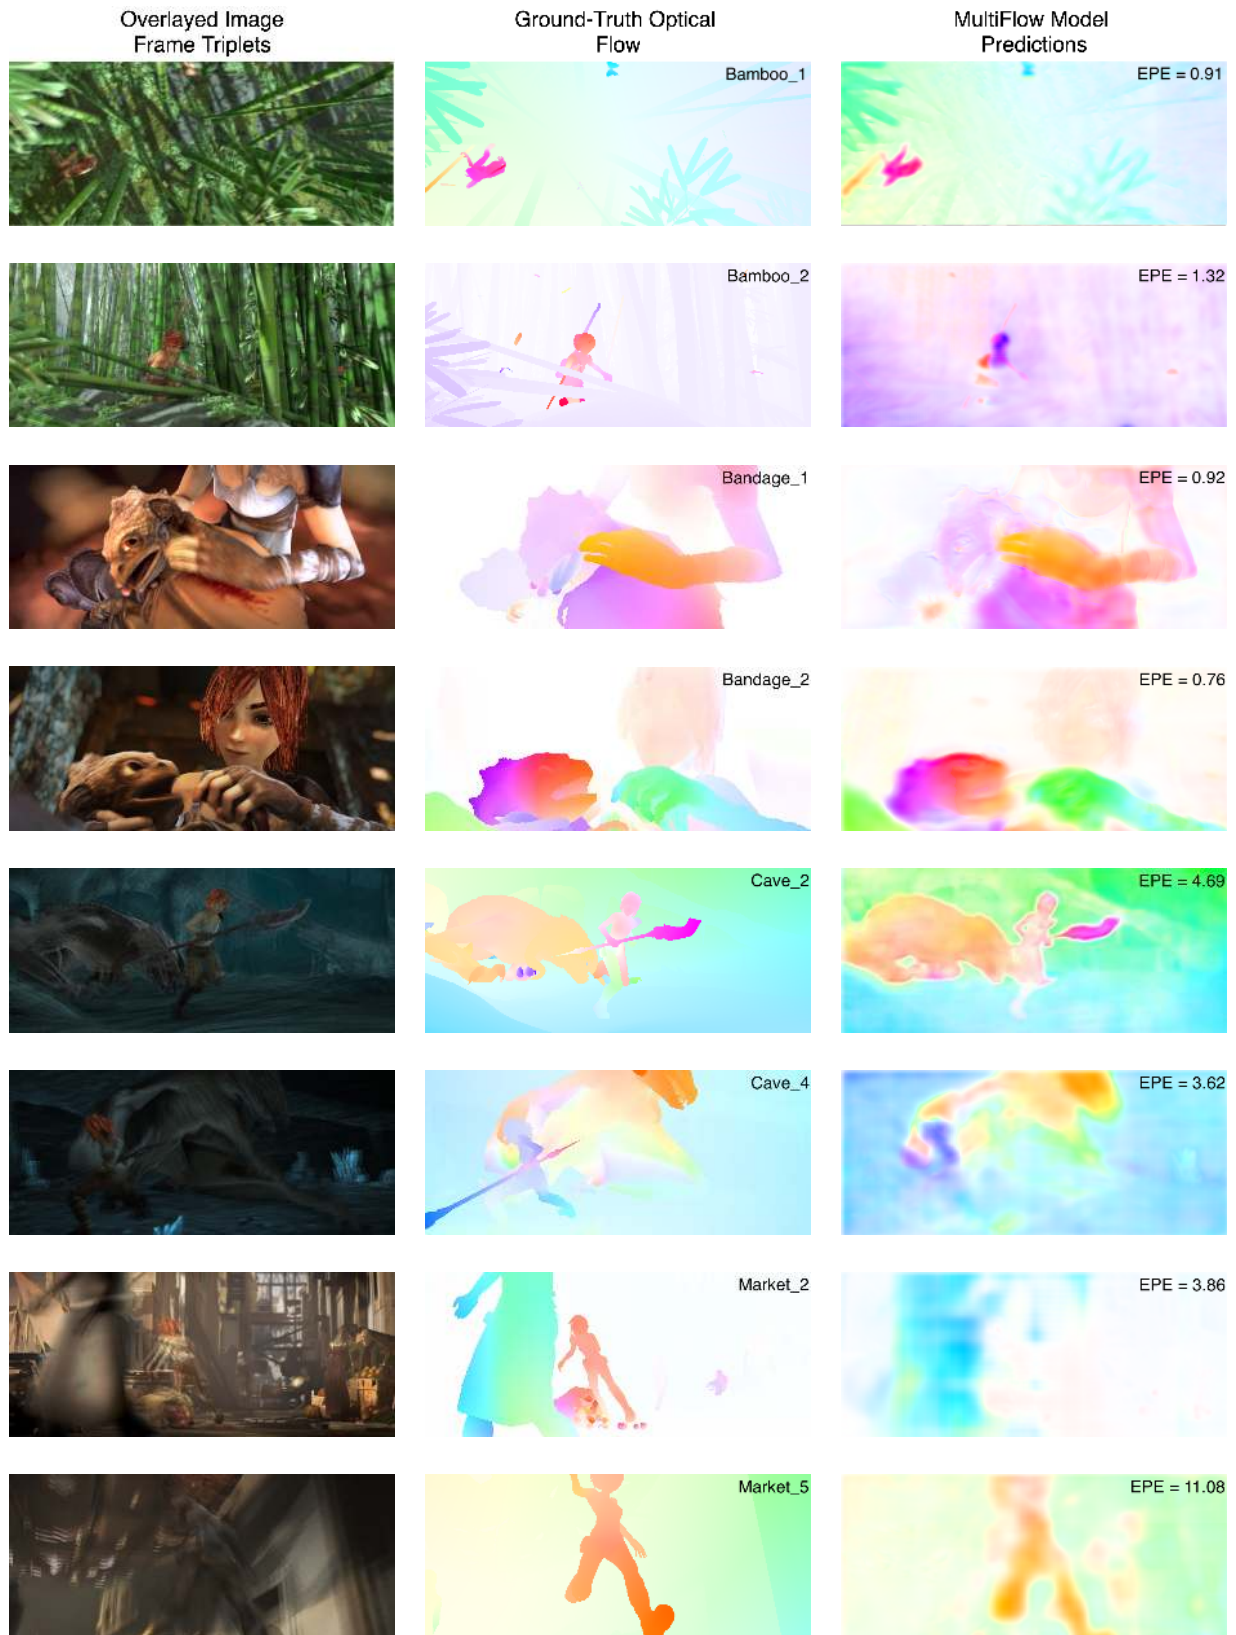 Overlayed Image
Frame Triplets
Ground-Truth Optical
Flow
MultiFlow Model
Predictions
Bamboo_1
EPE = 0.91
Bamboo_2
EPE = 1.32
Bandage_1
EPE = 0.92
Bandage_2
EPE = 0.76
Cave_2
EPE = 4.69
Cave_4
EPE = 3.62
Market_2
EPE = 3.86
Market_5
EPE = 11.08